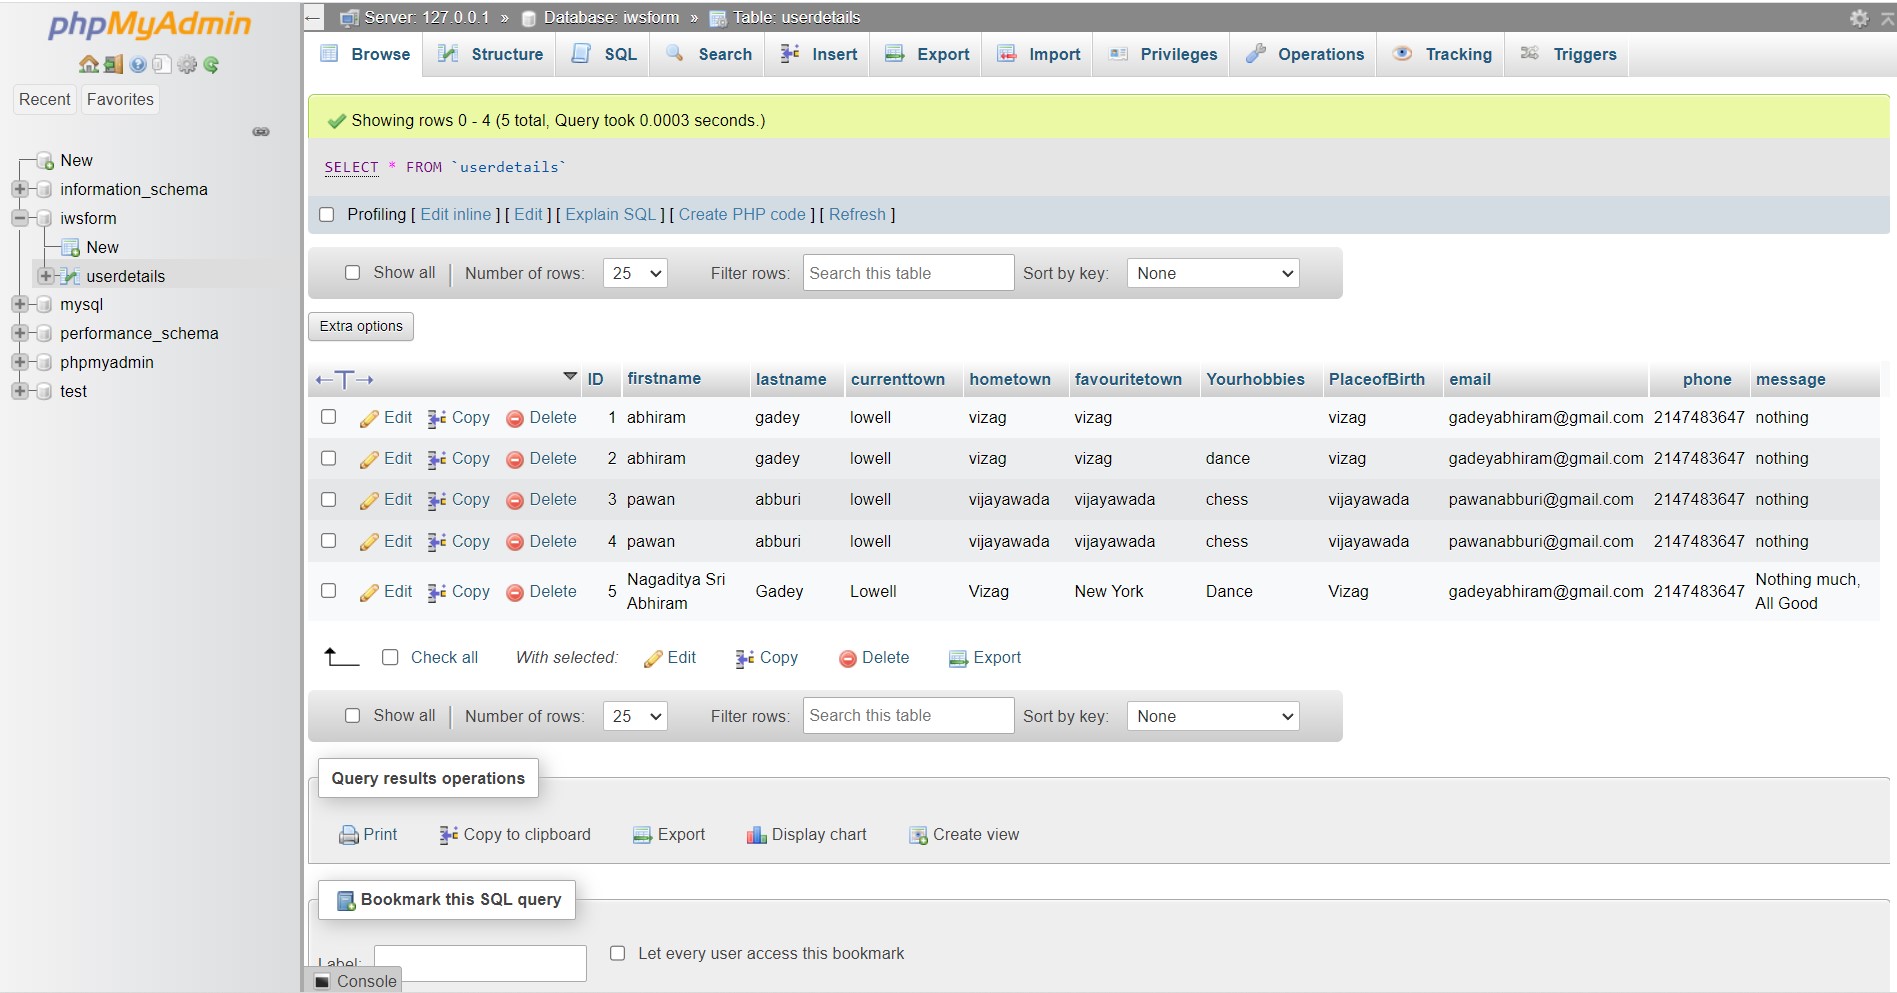 phpMyAdmin
Recent Favorites
New
information_schema
iwsform
New
userdetails
mysql
performance_schema
phpmyadmin
test
Server: 127.0.0.1 » Database: iwsform » Table: userdetails
Browse Structure SQL Search Insert Export Import Privileges Operations Tracking Triggers
Showing rows 0 - 4 (5 total, Query took 0.0003 seconds.)
SELECT * FROM `userdetails`
Profiling [ Edit inline ] [ Edit ] [ Explain SQL ] [ Create PHP code ] [ Refresh ]
Show all | Number of rows: 25 Filter rows: Search this table Sort by key: None
Extra options
←T→ ID firstname lastname currenttown hometown favouritetown Yourhobbies PlaceofBirth email phone message
Edit Copy Delete 1 abhiram gadey lowell vizag vizag vizag gadeyabhiram@gmail.com 2147483647 nothing
Edit Copy Delete 2 abhiram gadey lowell vizag vizag dance vizag gadeyabhiram@gmail.com 2147483647 nothing
Edit Copy Delete 3 pawan abburi lowell vijayawada vijayawada chess vijayawada pawanabburi@gmail.com 2147483647 nothing
Edit Copy Delete 4 pawan abburi lowell vijayawada vijayawada chess vijayawada pawanabburi@gmail.com 2147483647 nothing
Edit Copy Delete 5 Nagaditya Sri Abhiram Gadey Lowell Vizag New York Dance Vizag gadeyabhiram@gmail.com 2147483647 Nothing much, All Good
Check all With selected: Edit Copy Delete Export
Show all | Number of rows: 25 Filter rows: Search this table Sort by key: None
Query results operations
Print Copy to clipboard Export Display chart Create view
Bookmark this SQL query
Label: Let every user access this bookmark
Console